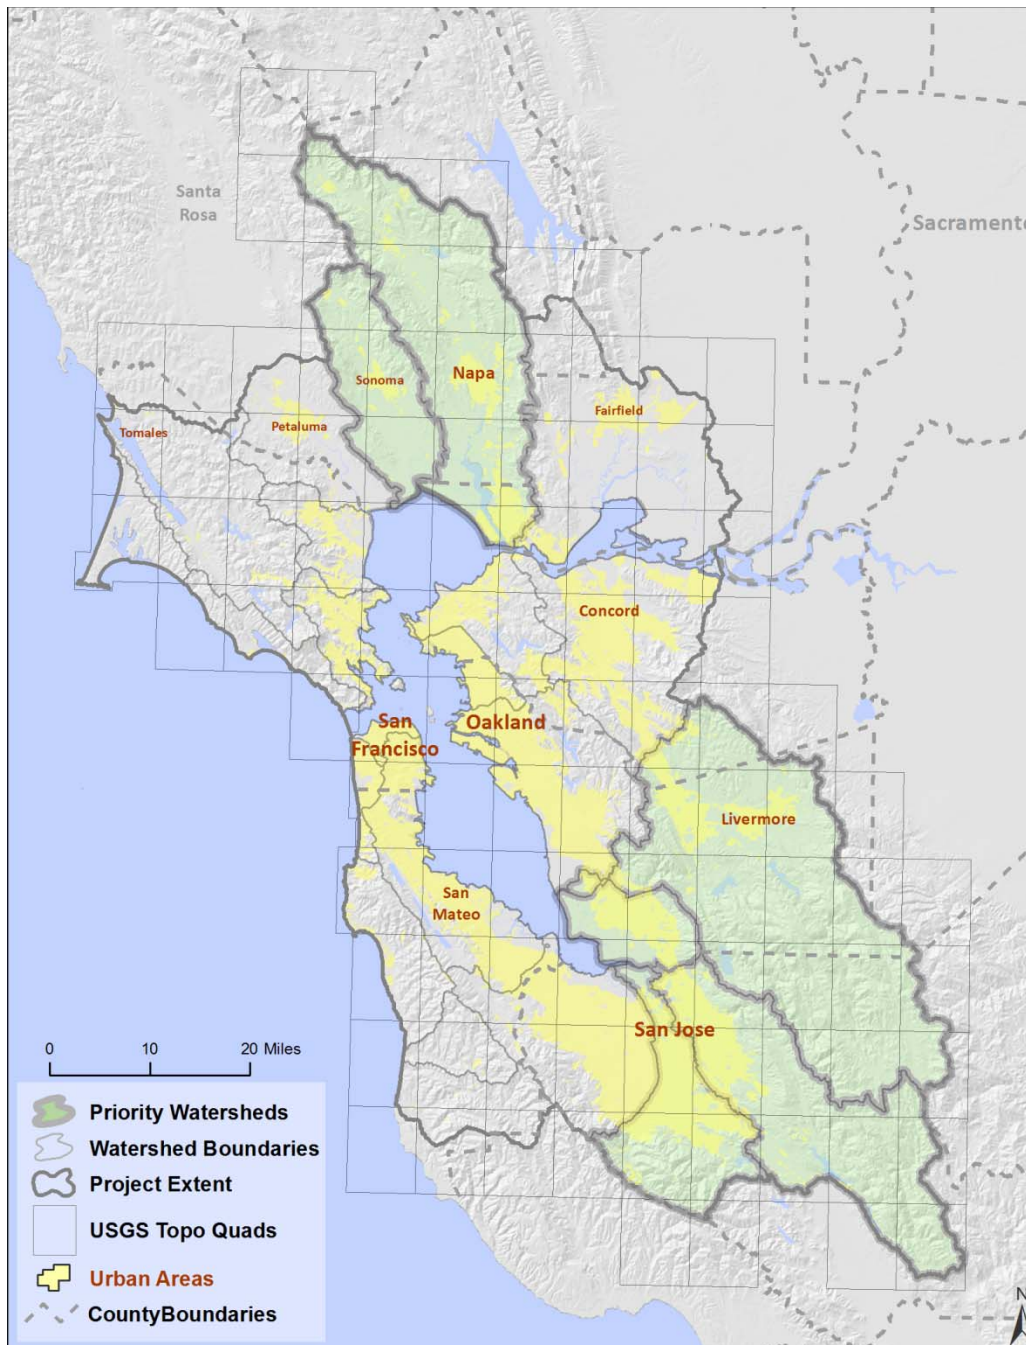 Santa
Rosa
Sacramento
Napa
Sonoma
Fairfield
Petaluma
Tomales
Concord
San
Francisco
Oakland
Livermore
San
Mateo
San Jose
0 10 20 Miles
Priority Watersheds
Watershed Boundaries
Project Extent
USGS Topo Quads
Urban Areas
CountyBoundaries
N